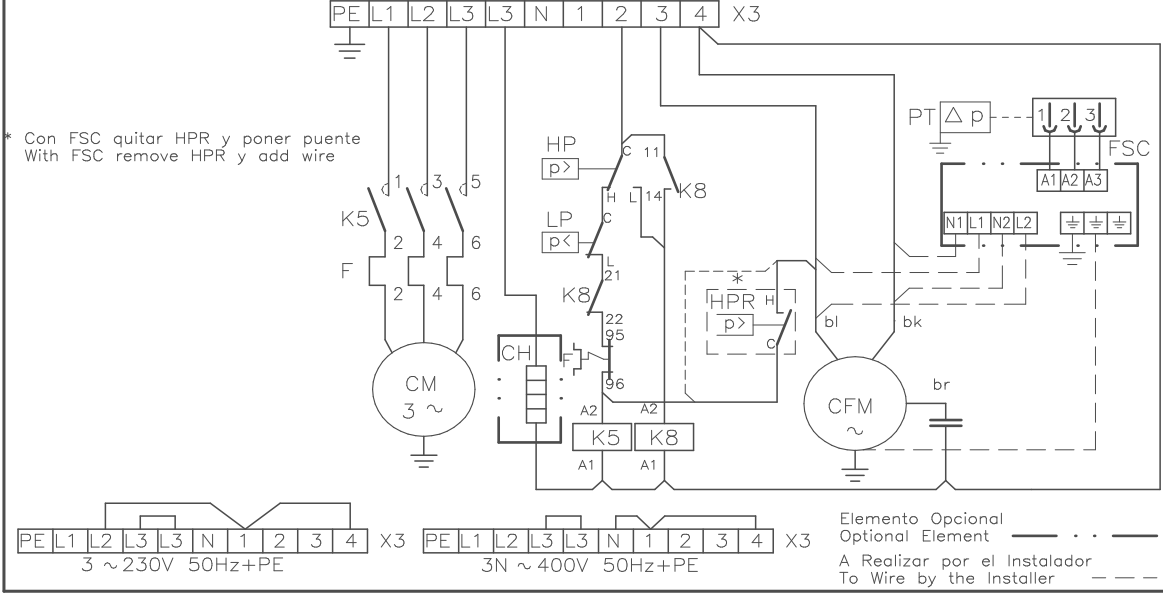 PE L1 L2 L3 L3 N 1 2 3 4 X3
* Con FSC quitar HPR y poner puente
With FSC remove HPR y add wire
PT △ p 1 2 3
FSC
A1 A2 A3
N1 L1 N2 L2
HP p> C 11
H L 14 K8
K5 1 3 5
2 4 6
LP p< C
L
F
2 4 6
K8 21
22
95
F
96
*
HPR H
p>
C
bl bk
CH
CM
3 ~
A2 A2
K5 K8
A1 A1
CFM
~
br
PE L1 L2 L3 L3 N 1 2 3 4 X3
3 ~ 230V 50Hz+PE
PE L1 L2 L3 L3 N 1 2 3 4 X3
3N ~ 400V 50Hz+PE
Elemento Opcional
Optional Element
A Realizar por el Instalador
To Wire by the Installer